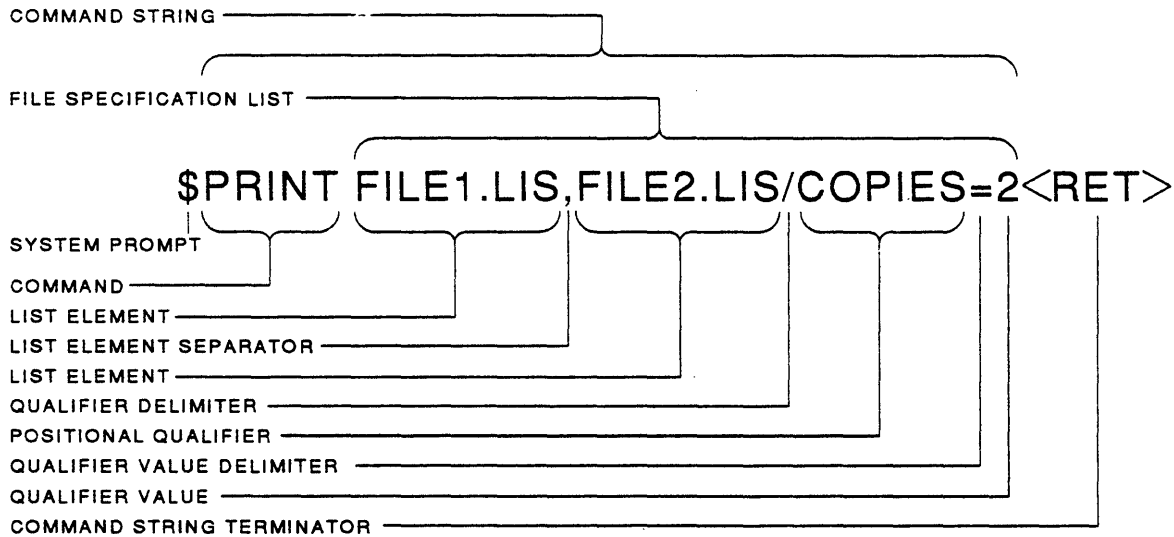 COMMAND STRING
FILE SPECIFICATION LIST
$PRINT FILE1.LIS,FILE2.LIS/COPIES=2<RET>
SYSTEM PROMPT
COMMAND
LIST ELEMENT
LIST ELEMENT SEPARATOR
LIST ELEMENT
QUALIFIER DELIMITER
POSITIONAL QUALIFIER
QUALIFIER VALUE DELIMITER
QUALIFIER VALUE
COMMAND STRING TERMINATOR